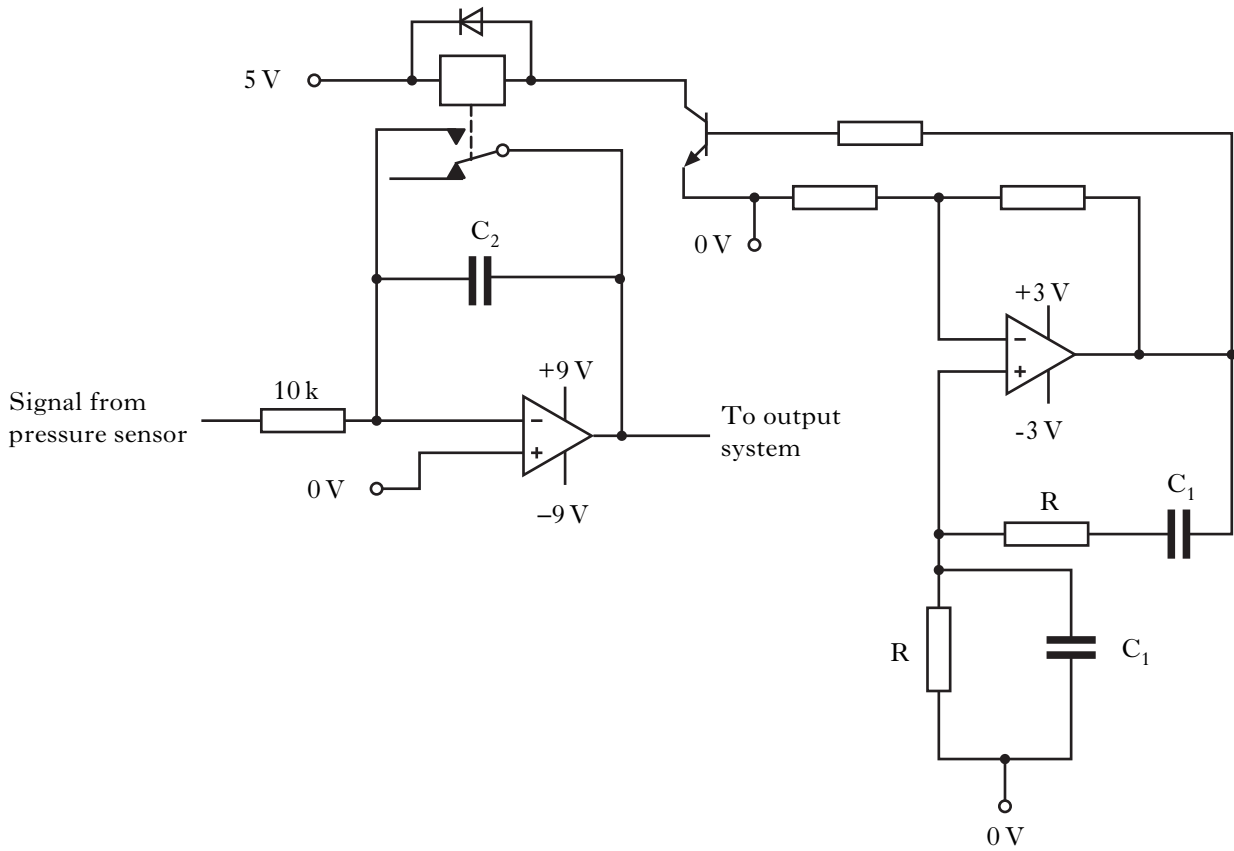 5 V
C₂
0 V
+3 V
−
+
-3 V
10 k
+9 V
Signal from
pressure sensor
−
+
To output
system
0 V
−9 V
R
C₁
R
C₁
0 V